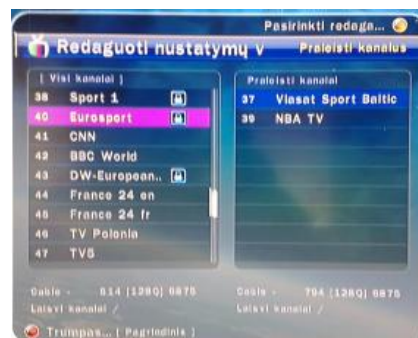 Pasirinkti redaga...
Redaguoti nustatymų v
Praleisti kanalus
[ Visi kanalai ]
38 Sport 1
40 Eurosport
41 CNN
42 BBC World
43 DW-European..
44 France 24 en
45 France 24 fr
46 TV Polonia
47 TV5
Praleisti kanalai
37 Viasat Sport Baltic
39 NBA TV
Cable - 614 [128Q] 6875
Laisvi kanalai /
Cable - 794 [128Q] 6875
Laisvi kanalai /
Trumpas... [ Pagrindinis ]